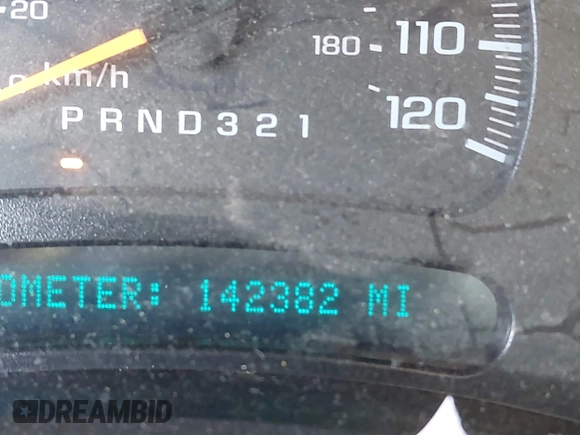 20
km/h
180
110
120
PRND321
OMETER: 142382 MI
DREAMBID